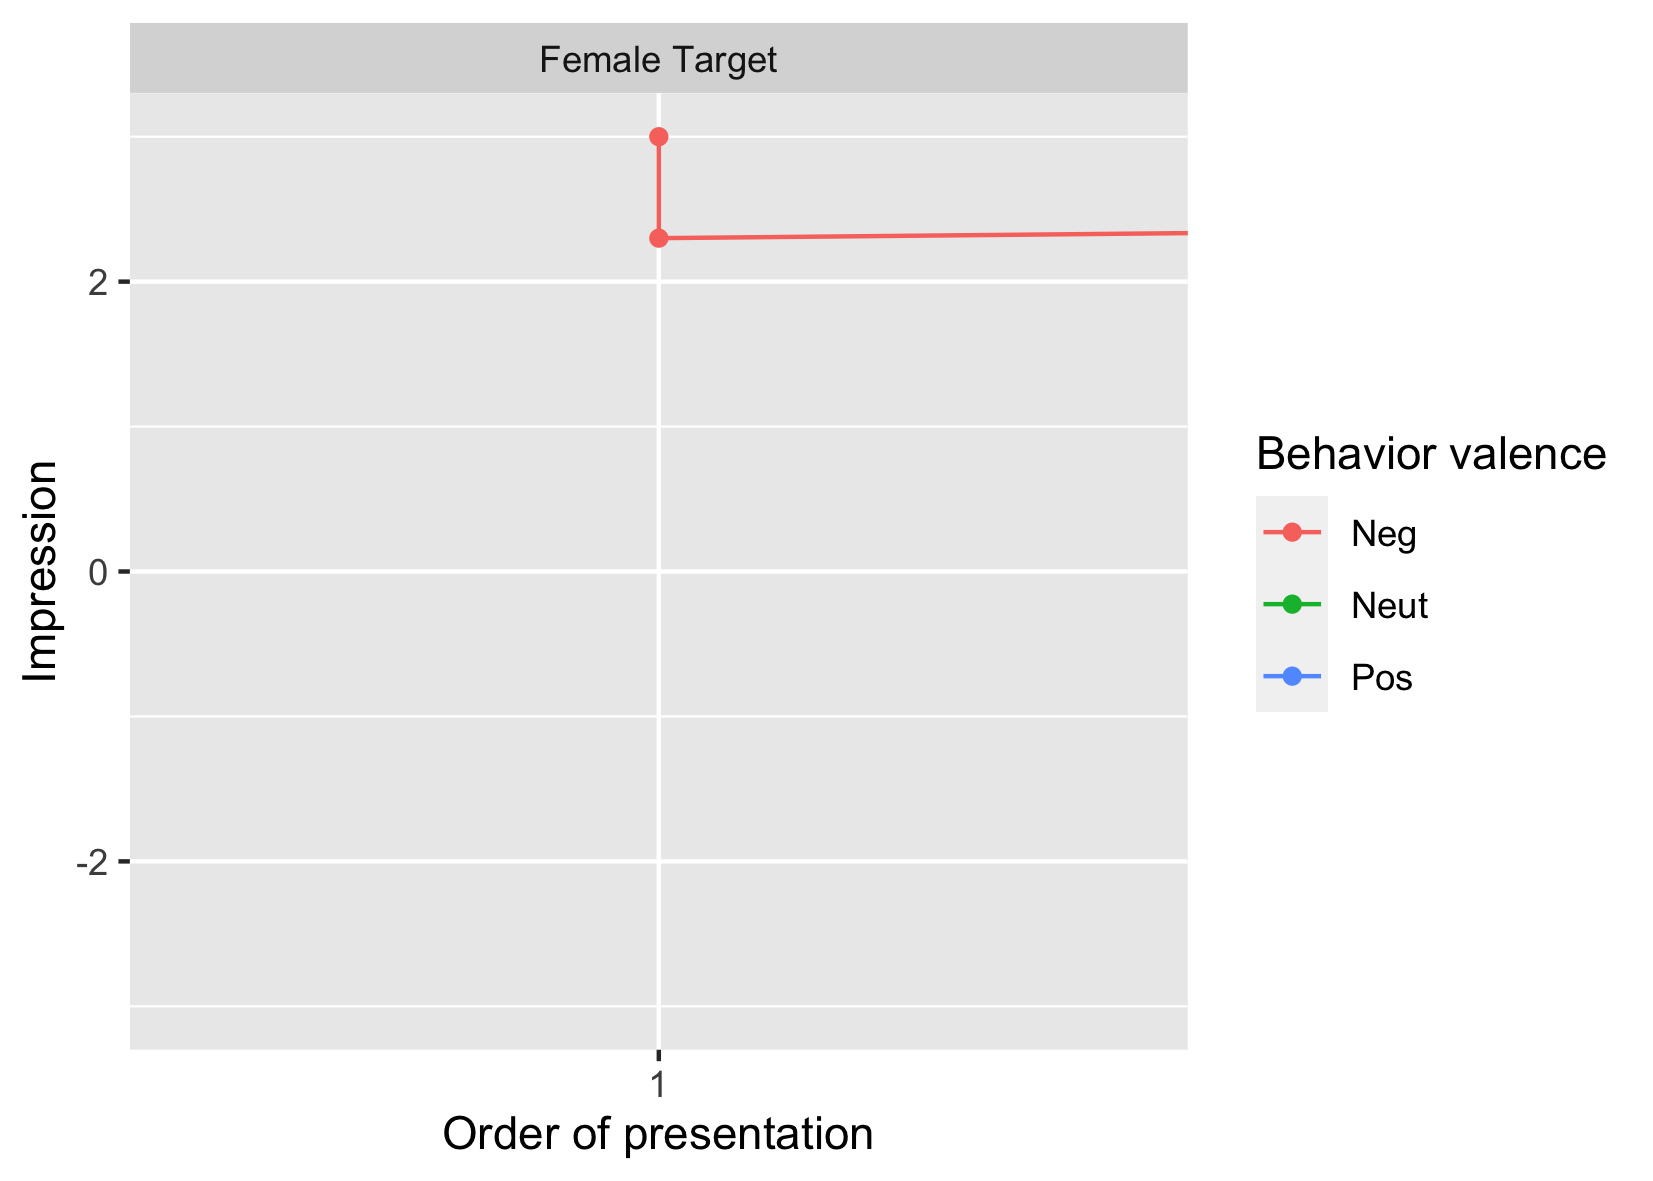 Female Target
Impression
2
0
-2
1
Order of presentation
Behavior valence
Neg
Neut
Pos